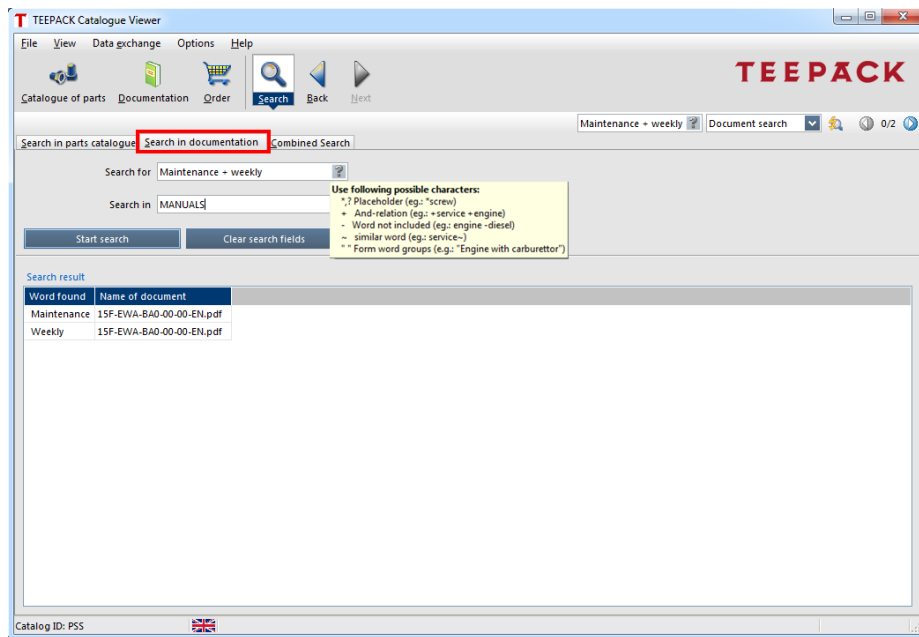 TEEPACK Catalogue Viewer
File View Data exchange Options Help
TEEPACK
Catalogue of parts Documentation Order Search Back Next
Maintenance + weekly ? Document search 0/2
Search in parts catalogue Search in documentation Combined Search
Search for Maintenance + weekly ?
Use following possible characters:
*,? Placeholder (eg.: *screw)
Search in MANUALS
+ And-relation (eg.: +service +engine)
- Word not included (eg.: engine -diesel)
Start search Clear search fields
~ similar word (eg.: service~)
" " Form word groups (e.g.: "Engine with carburettor")
Search result
Word found Name of document
Maintenance 15F-EWA-BA0-00-00-EN.pdf
Weekly 15F-EWA-BA0-00-00-EN.pdf
Catalog ID: PSS